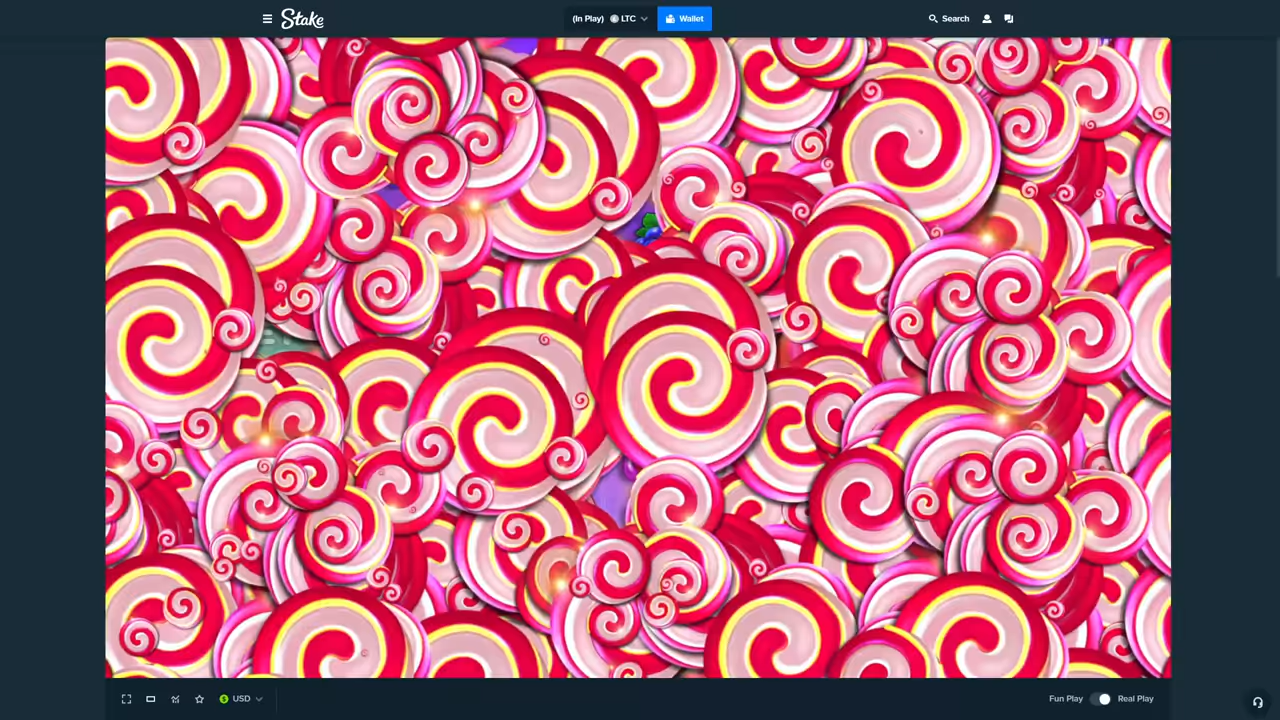 Stake
(In Play) LTC
Wallet
Search
USD
Fun Play
Real Play